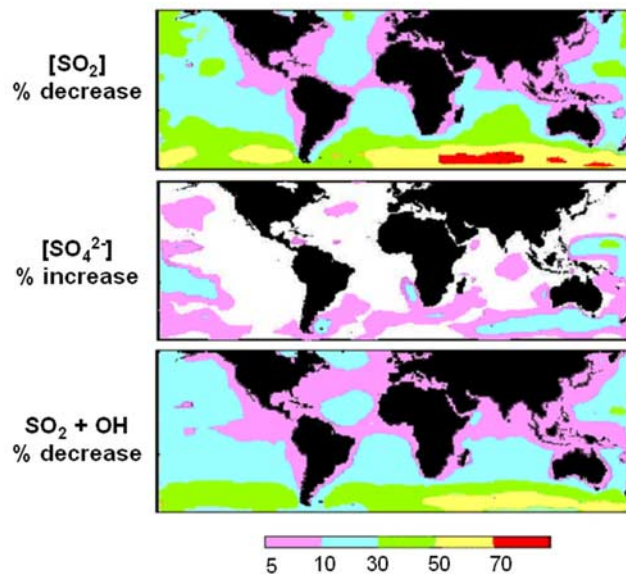 [SO₂]
% decrease
[SO₄²⁻]
% increase
SO₂ + OH
% decrease
5 10 30 50 70